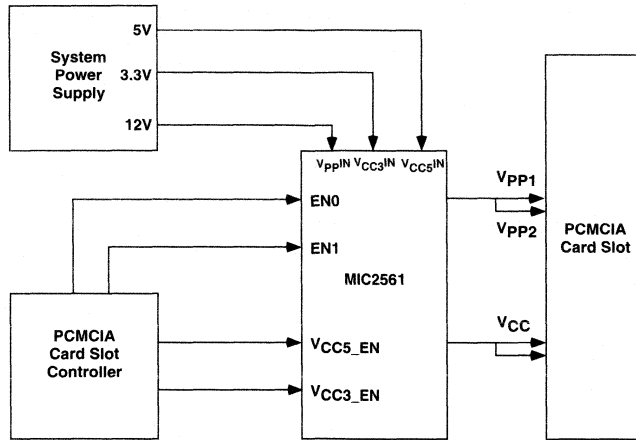 System
Power
Supply
5V
3.3V
12V
VPPIN VCC3IN VCC5IN
EN0
EN1
MIC2561
VCC5_EN
VCC3_EN
VPP1
VPP2
VCC
PCMCIA
Card Slot
PCMCIA
Card Slot
Controller